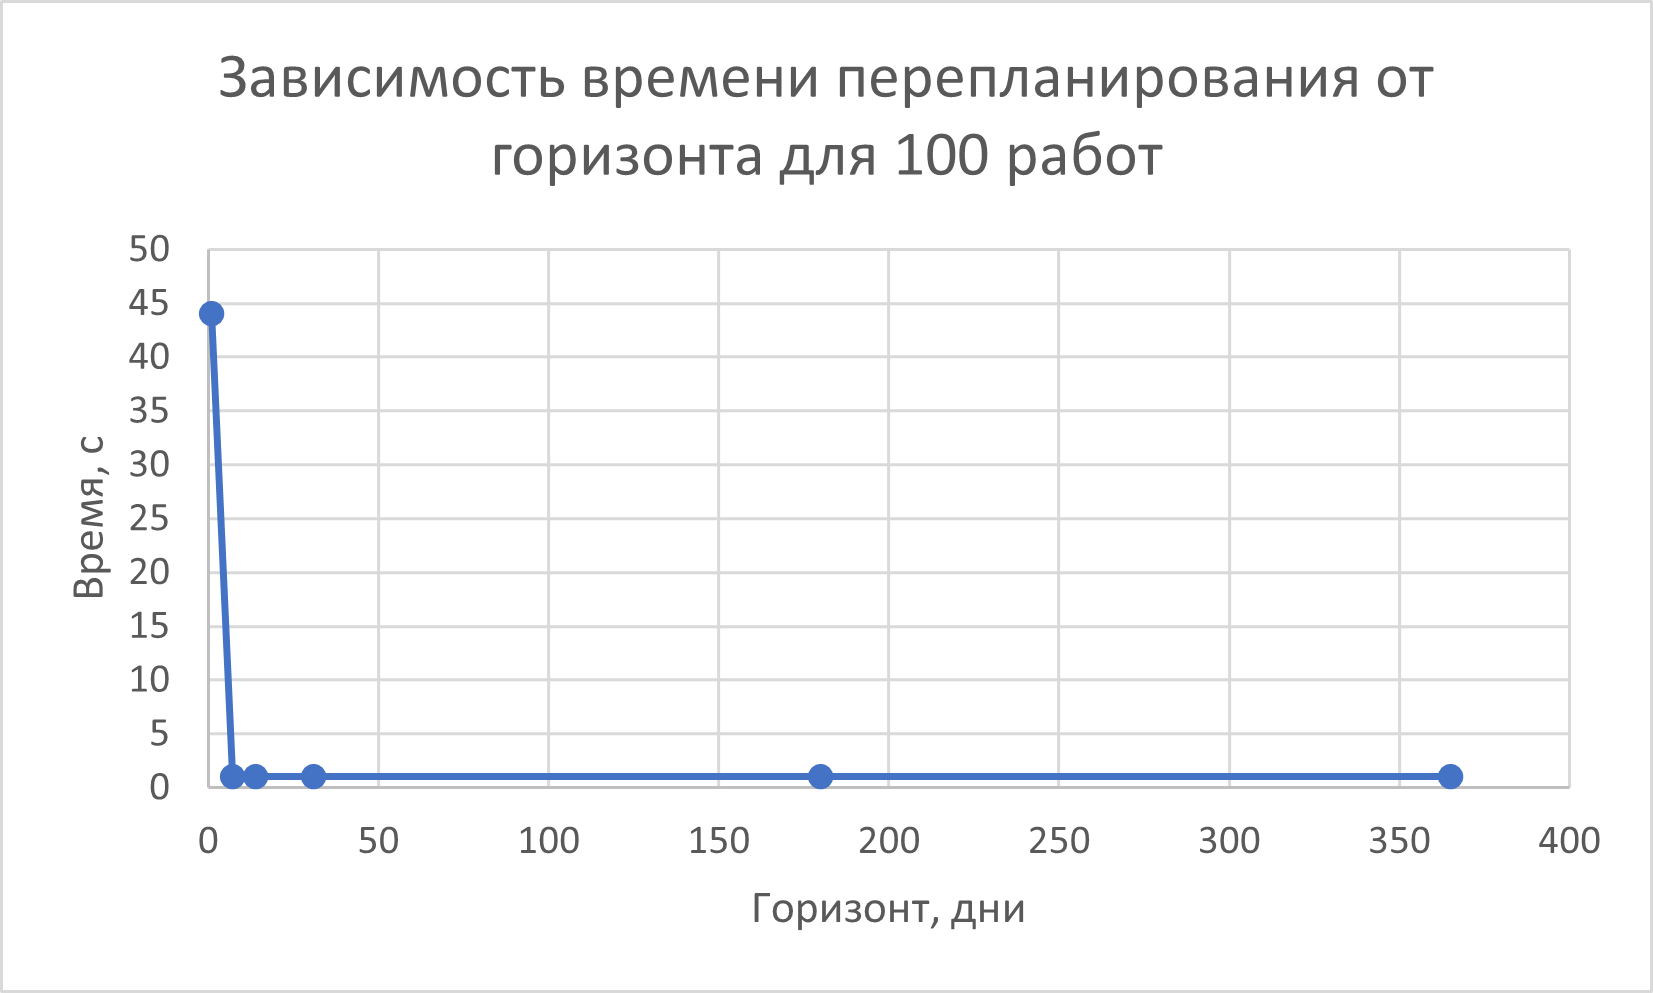 Зависимость времени перепланирования от
горизонта для 100 работ
50
45
40
35
30
25
20
15
10
5
0
Время, с
0 50 100 150 200 250 300 350 400
Горизонт, дни